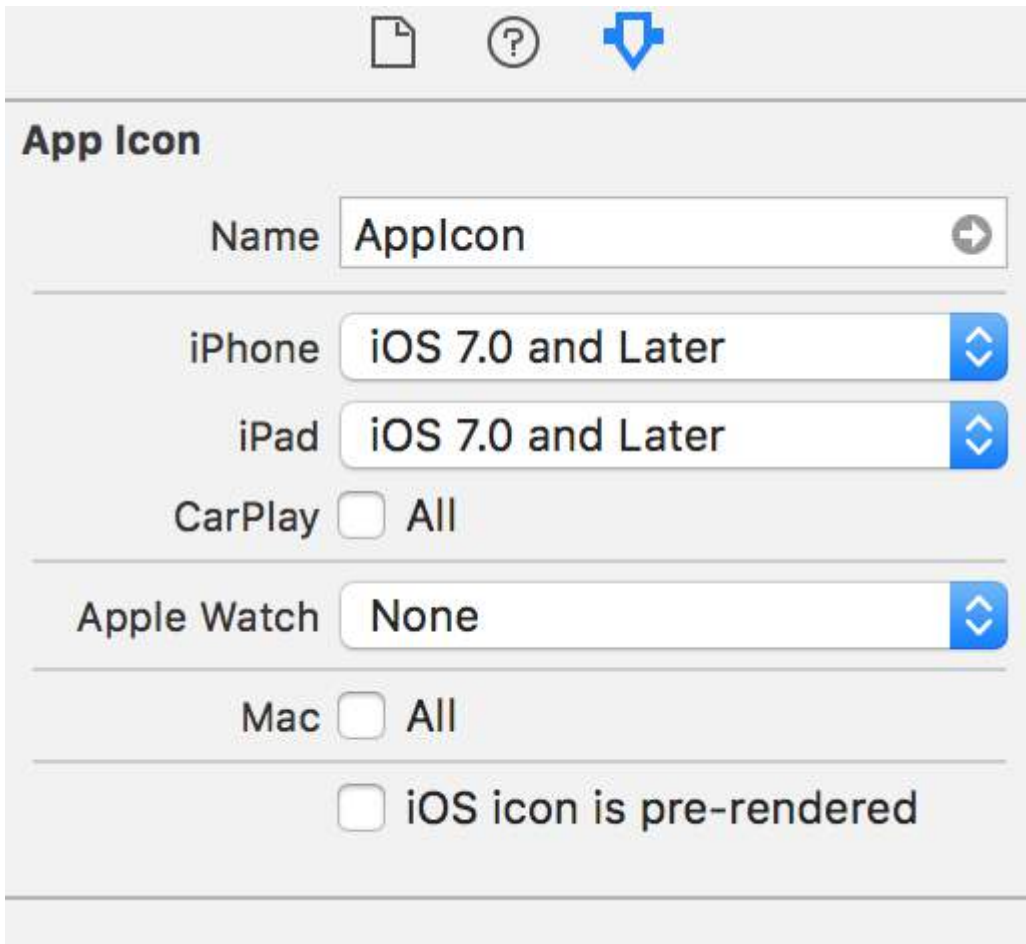 App Icon
Name AppIcon
iPhone iOS 7.0 and Later
iPad iOS 7.0 and Later
CarPlay All
Apple Watch None
Mac All
iOS icon is pre-rendered